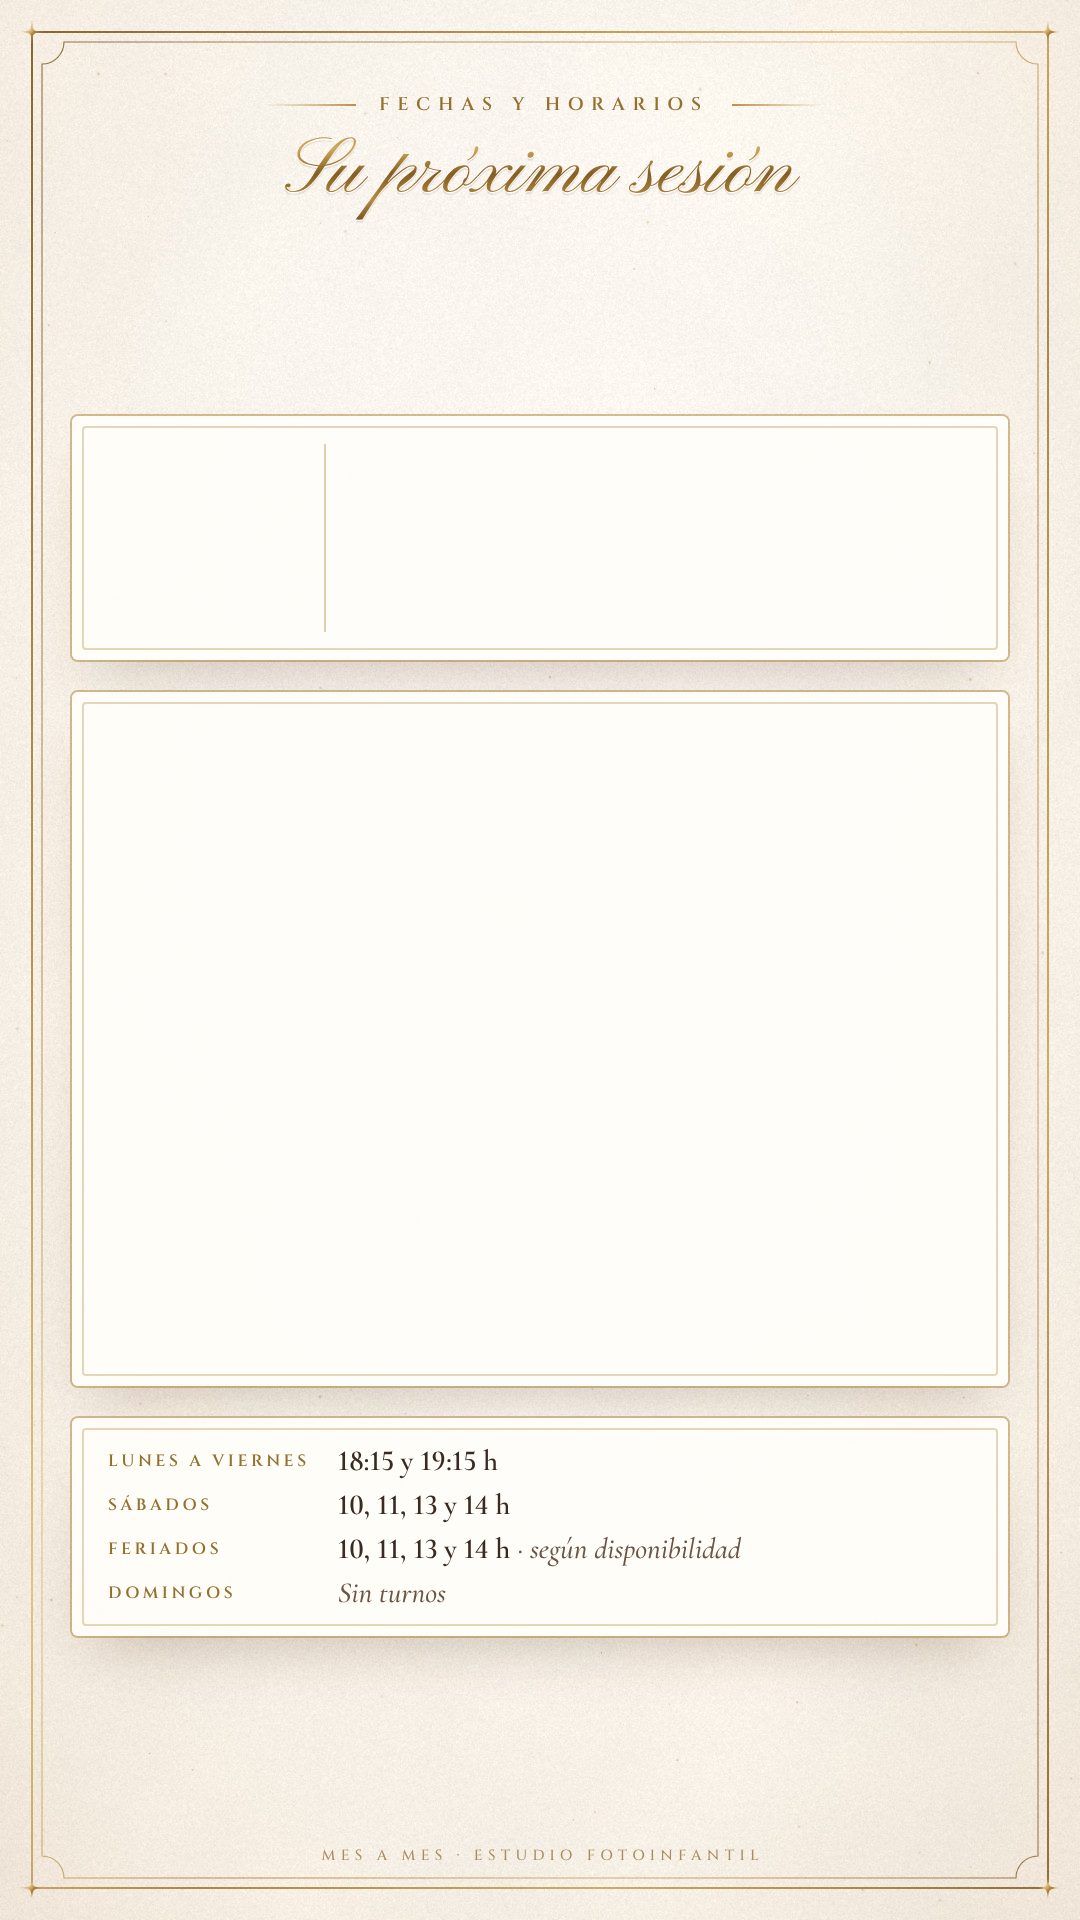 FECHAS Y HORARIOS
Su próxima sesión
LUNES A VIERNES 18:15 y 19:15 h
SÁBADOS 10, 11, 13 y 14 h
FERIADOS 10, 11, 13 y 14 h · según disponibilidad
DOMINGOS Sin turnos
MES A MES · ESTUDIO FOTOINFANTIL